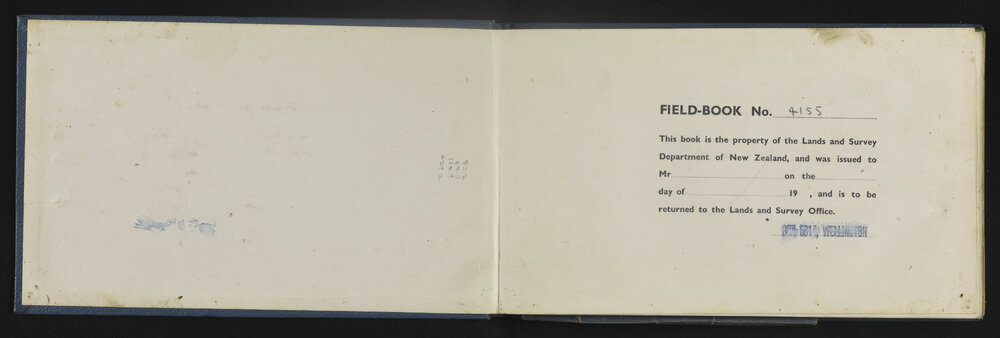 FIELD-BOOK No. 4155
This book is the property of the Lands and Survey
Department of New Zealand, and was issued to
Mr on the
day of 19 , and is to be
returned to the Lands and Survey Office.
WELLINGTON